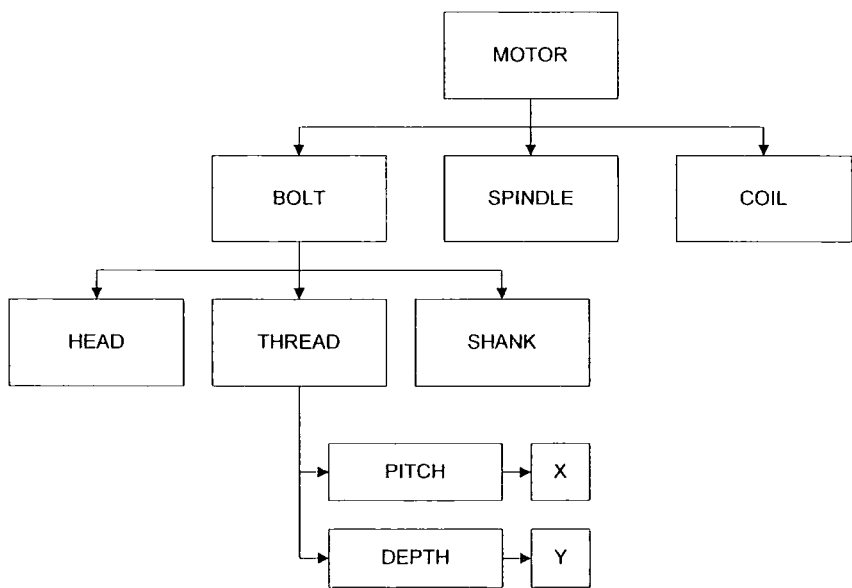 MOTOR
BOLT
SPINDLE
COIL
HEAD
THREAD
SHANK
PITCH
X
DEPTH
Y